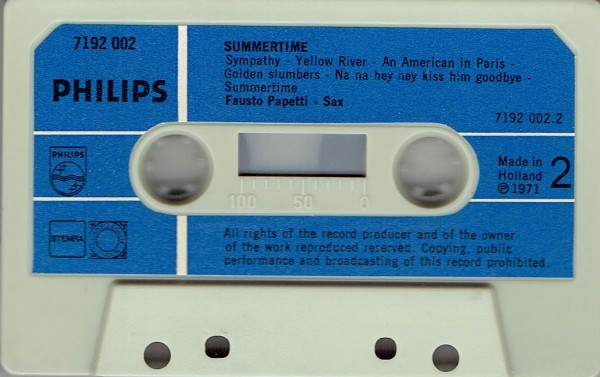 7192 002
PHILIPS
SUMMERTIME
Sympathy - Yellow River - An American in Paris -
Golden slumbers - Na na hey hey kiss him goodbye -
Summertime
Fausto Papetti - Sax
7192 002.2
PHILIPS
100 50 0
Made in
Holland
℗ 1971
2
STEMRA
All rights of the record producer and of the owner
of the work reproduced reserved. Copying, public
performance and broadcasting of this record prohibited.